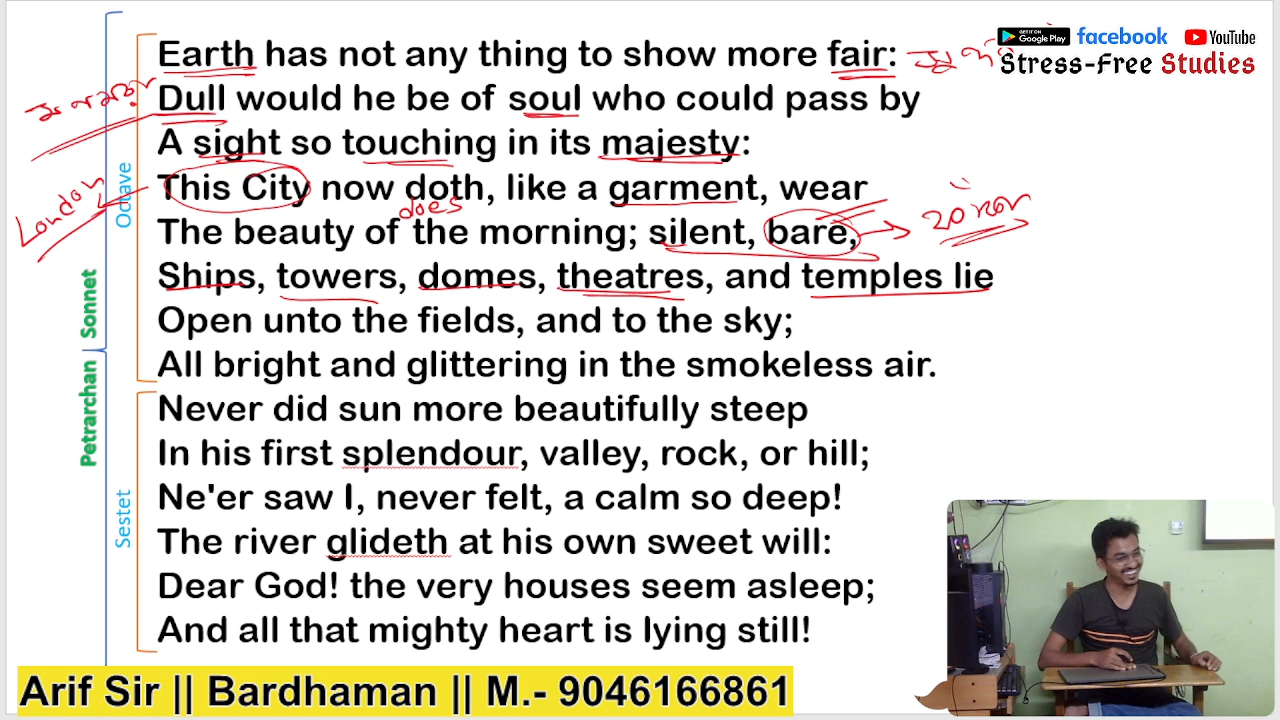 GET IT ON
Google Play
facebook
YouTube
Stress-Free Studies
Petrarchan Sonnet
Octave
Earth has not any thing to show more fair:
Dull would he be of soul who could pass by
A sight so touching in its majesty:
This City now doth, like a garment, wear
London
does
The beauty of the morning; silent, bare,
Ships, towers, domes, theatres, and temples lie
Open unto the fields, and to the sky;
All bright and glittering in the smokeless air.
Sestet
Never did sun more beautifully steep
In his first splendour, valley, rock, or hill;
Ne'er saw I, never felt, a calm so deep!
The river glideth at his own sweet will:
Dear God! the very houses seem asleep;
And all that mighty heart is lying still!
Arif Sir || Bardhaman || M.- 9046166861